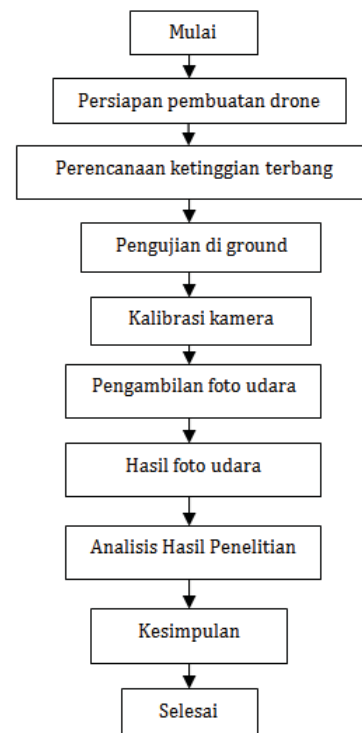 Mulai
Persiapan pembuatan drone
Perencanaan ketinggian terbang
Pengujian di ground
Kalibrasi kamera
Pengambilan foto udara
Hasil foto udara
Analisis Hasil Penelitian
Kesimpulan
Selesai